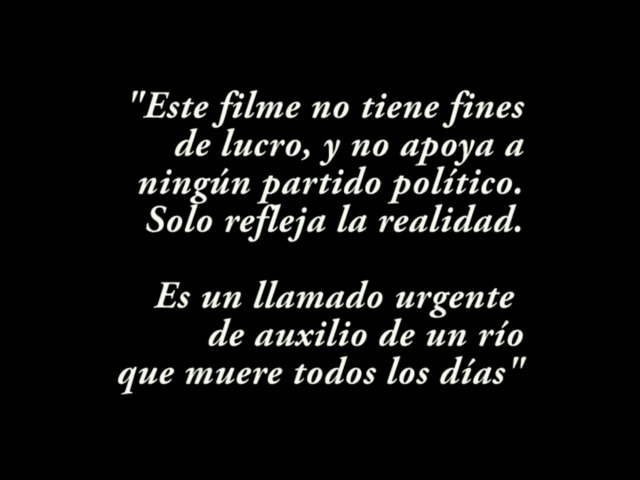 "Este filme no tiene fines
de lucro, y no apoya a
ningún partido político.
Solo refleja la realidad.
Es un llamado urgente
de auxilio de un río
que muere todos los días"